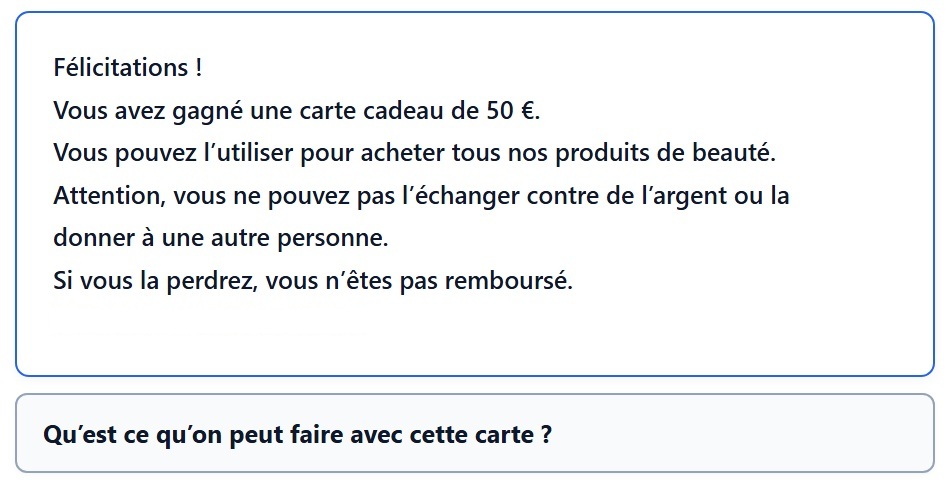 Félicitations !
Vous avez gagné une carte cadeau de 50 €.
Vous pouvez l’utiliser pour acheter tous nos produits de beauté.
Attention, vous ne pouvez pas l’échanger contre de l’argent ou la
donner à une autre personne.
Si vous la perdrez, vous n’êtes pas remboursé.
Qu’est ce qu’on peut faire avec cette carte ?